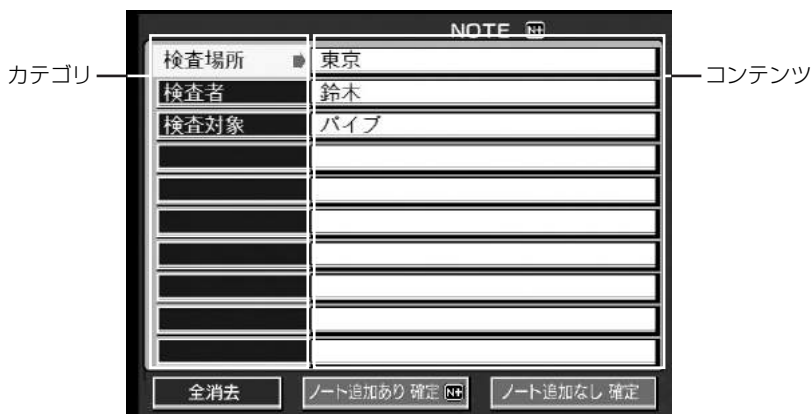 NOTE N+
カテゴリ
コンテンツ
検査場所 東京
検査者 鈴木
検査対象 パイプ
全消去 ノート追加あり 確定 N+ ノート追加なし 確定